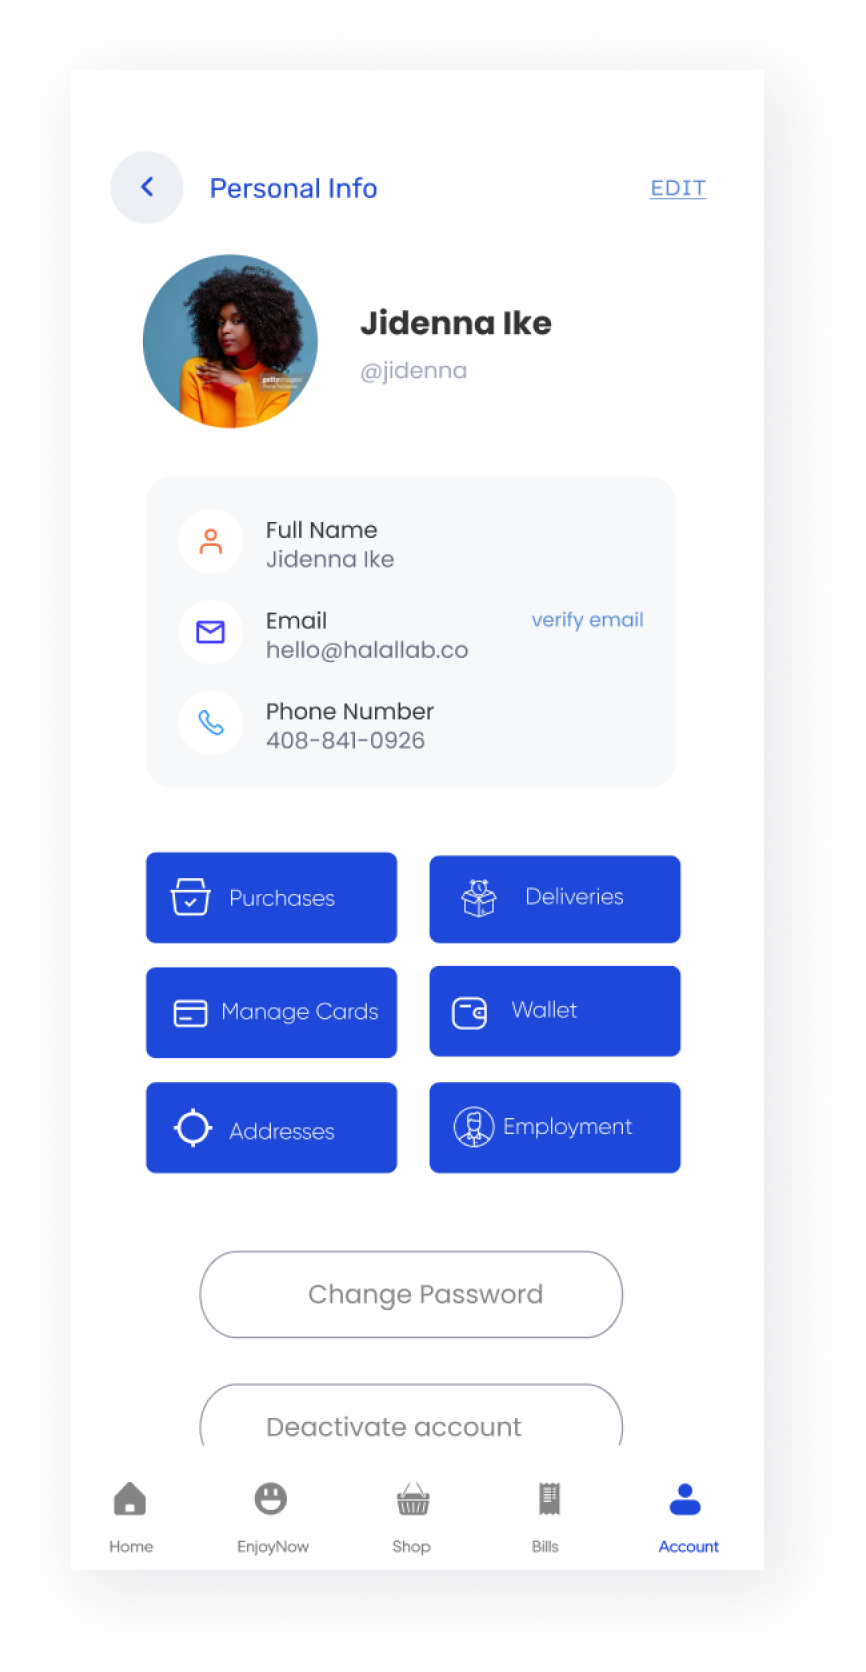 Personal Info
EDIT
gettyimages
Jidenna Ike
@jidenna
Full Name
Jidenna Ike
Email
verify email
hello@halallab.co
Phone Number
408-841-0926
Purchases
Deliveries
Manage Cards
Wallet
Addresses
Employment
Change Password
Deactivate account
Home
EnjoyNow
Shop
Bills
Account